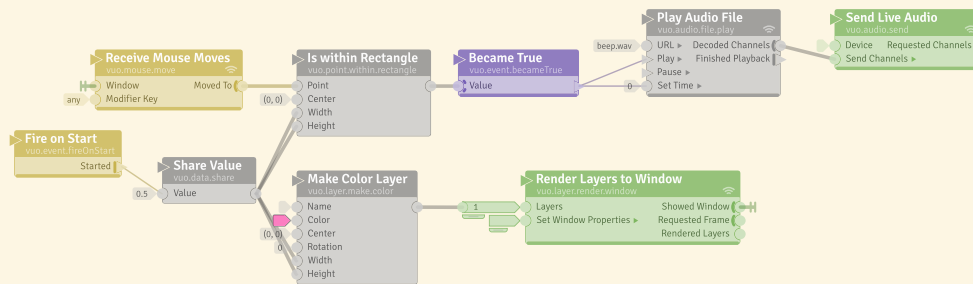 Play Audio File
vuo.audio.file.play
beep.wav
URL ▸ Decoded Channels
Play ▸ Finished Playback
Pause ▸
0
Set Time ▸
Send Live Audio
vuo.audio.send
Device Requested Channels
Send Channels ▸
Receive Mouse Moves
vuo.mouse.move
Window Moved To
any
Modifier Key
Is within Rectangle
vuo.point.within.rectangle
Point
(0, 0)
Center
Width
Height
Became True
vuo.event.becameTrue
Value
Fire on Start
vuo.event.fireOnStart
Started
Share Value
vuo.data.share
0.5
Value
Make Color Layer
vuo.layer.make.color
Name
Color
(0, 0)
Center
0
Rotation
Width
Height
Render Layers to Window
vuo.layer.render.window
1
Layers Showed Window
Set Window Properties ▸ Requested Frame
Rendered Layers